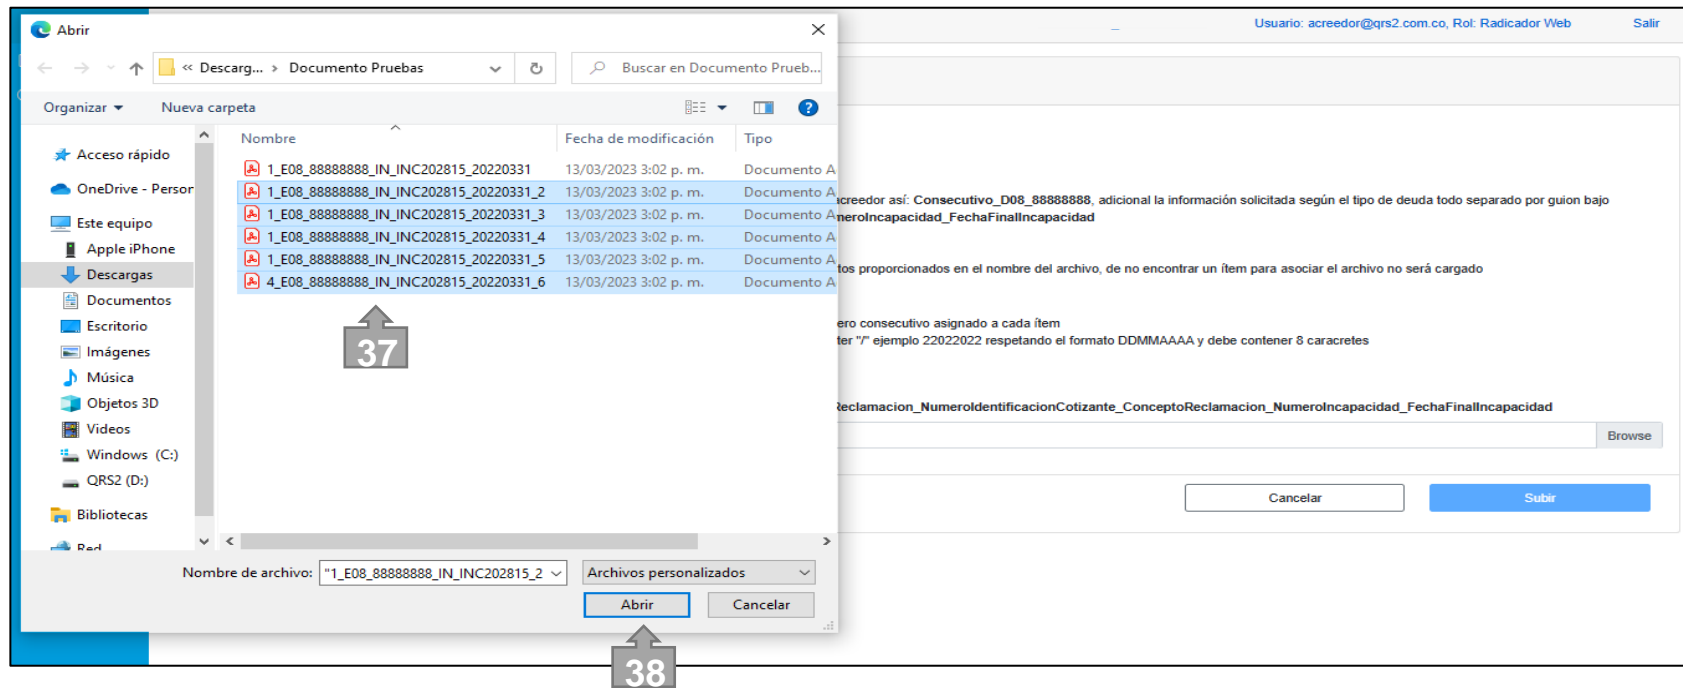 Abrir
Usuario: acreedor@qrs2.com.co, Rol: Radicador Web
Salir
« Descarg... › Documento Pruebas
Buscar en Documento Prueb...
Organizar
Nueva carpeta
Nombre
Fecha de modificación
Tipo
Acceso rápido
OneDrive - Person
Este equipo
Apple iPhone
Descargas
Documentos
Escritorio
Imágenes
Música
Objetos 3D
Videos
Windows (C:)
QRS2 (D:)
Bibliotecas
Red
1_E08_88888888_IN_INC202815_20220331 13/03/2023 3:02 p. m. Documento A
1_E08_88888888_IN_INC202815_20220331_2 13/03/2023 3:02 p. m. Documento A
1_E08_88888888_IN_INC202815_20220331_3 13/03/2023 3:02 p. m. Documento A
1_E08_88888888_IN_INC202815_20220331_4 13/03/2023 3:02 p. m. Documento A
1_E08_88888888_IN_INC202815_20220331_5 13/03/2023 3:02 p. m. Documento A
4_E08_88888888_IN_INC202815_20220331_6 13/03/2023 3:02 p. m. Documento A
37
acreedor así: Consecutivo_D08_88888888, adicional la información solicitada según el tipo de deuda todo separado por guion bajo
meroIncapacidad_FechaFinalIncapacidad
tos proporcionados en el nombre del archivo, de no encontrar un ítem para asociar el archivo no será cargado
ero consecutivo asignado a cada ítem
ter "/" ejemplo 22022022 respetando el formato DDMMAAAA y debe contener 8 caracretes
Reclamacion_NumeroIdentificacionCotizante_ConceptoReclamacion_NumeroIncapacidad_FechaFinalIncapacidad
Browse
Cancelar
Subir
Nombre de archivo: "1_E08_88888888_IN_INC202815_2
Archivos personalizados
Abrir
Cancelar
38